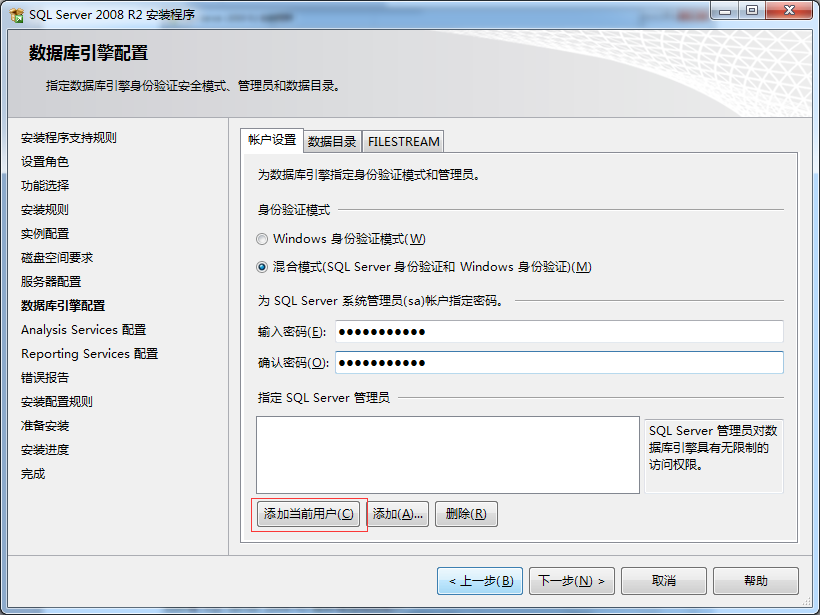 SQL Server 2008 R2 安装程序
数据库引擎配置
指定数据库引擎身份验证安全模式、管理员和数据目录。
安装程序支持规则
设置角色
功能选择
安装规则
实例配置
磁盘空间要求
服务器配置
数据库引擎配置
Analysis Services 配置
Reporting Services 配置
错误报告
安装配置规则
准备安装
安装进度
完成
帐户设置 数据目录 FILESTREAM
为数据库引擎指定身份验证模式和管理员。
身份验证模式
Windows 身份验证模式(W)
混合模式(SQL Server 身份验证和 Windows 身份验证)(M)
为 SQL Server 系统管理员(sa)帐户指定密码。
输入密码(E): ●●●●●●●●●●●
确认密码(O): ●●●●●●●●●●●
指定 SQL Server 管理员
SQL Server 管理员对数
据库引擎具有无限制的
访问权限。
添加当前用户(C) 添加(A)... 删除(R)
< 上一步(B) 下一步(N) > 取消 帮助